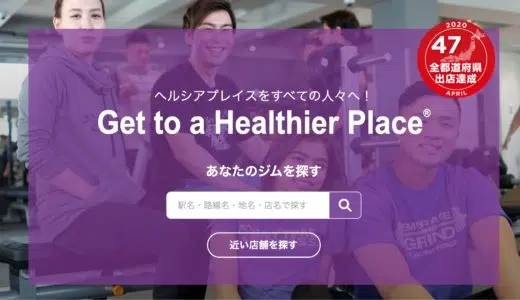 2020
47
全都道府県
出店達成
APRIL
ヘルシアプレイスをすべての人々へ！
Get to a Healthier Place®
あなたのジムを探す
駅名・路線名・地名・店名で探す
近い店舗を探す
EMBRACE
GRIND